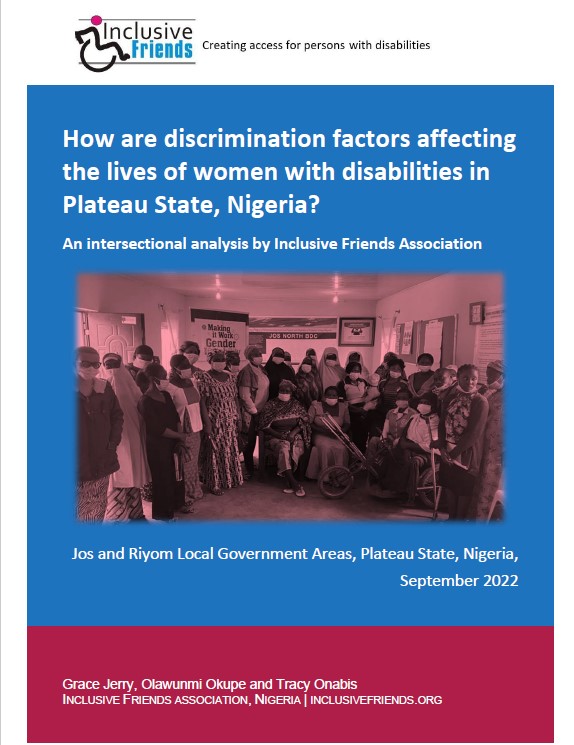 Inclusive
Friends
Creating access for persons with disabilities
How are discrimination factors affecting
the lives of women with disabilities in
Plateau State, Nigeria?
An intersectional analysis by Inclusive Friends Association
Making
it Work
Gender
JOS NORTH BDC
Jos and Riyom Local Government Areas, Plateau State, Nigeria,
September 2022
Grace Jerry, Olawunmi Okupe and Tracy Onabis
INCLUSIVE FRIENDS ASSOCIATION, NIGERIA | INCLUSIVEFRIENDS.ORG